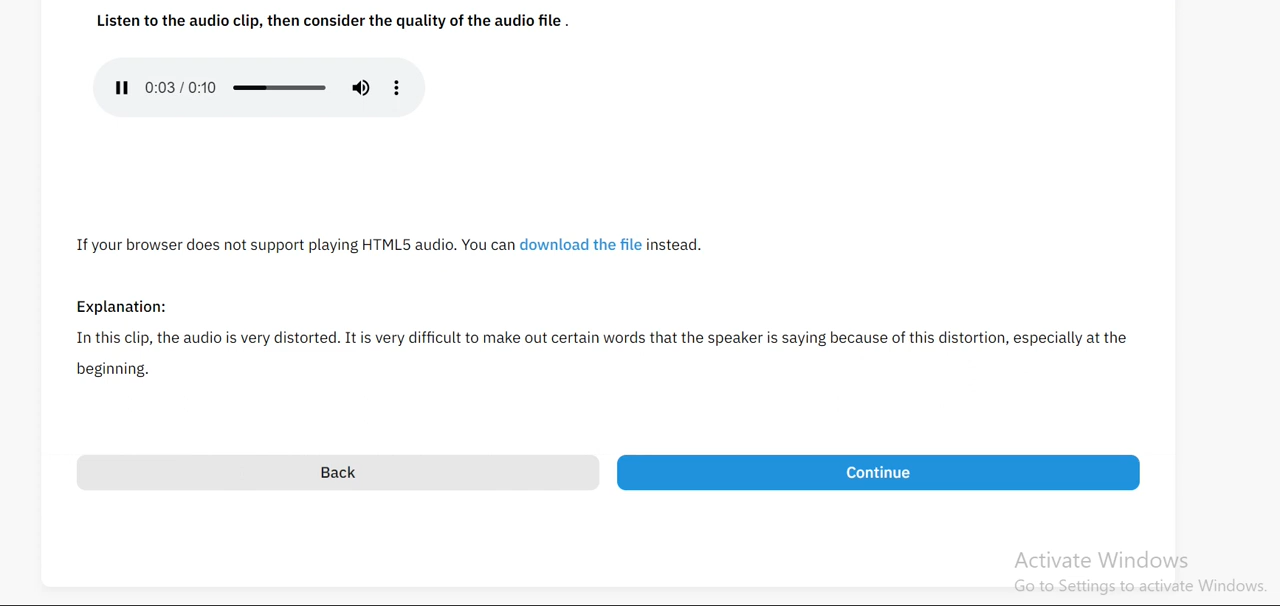 Listen to the audio clip, then consider the quality of the audio file .
0:03 / 0:10
If your browser does not support playing HTML5 audio. You can download the file instead.
Explanation:
In this clip, the audio is very distorted. It is very difficult to make out certain words that the speaker is saying because of this distortion, especially at the
beginning.
Back
Continue
Activate Windows
Go to Settings to activate Windows.